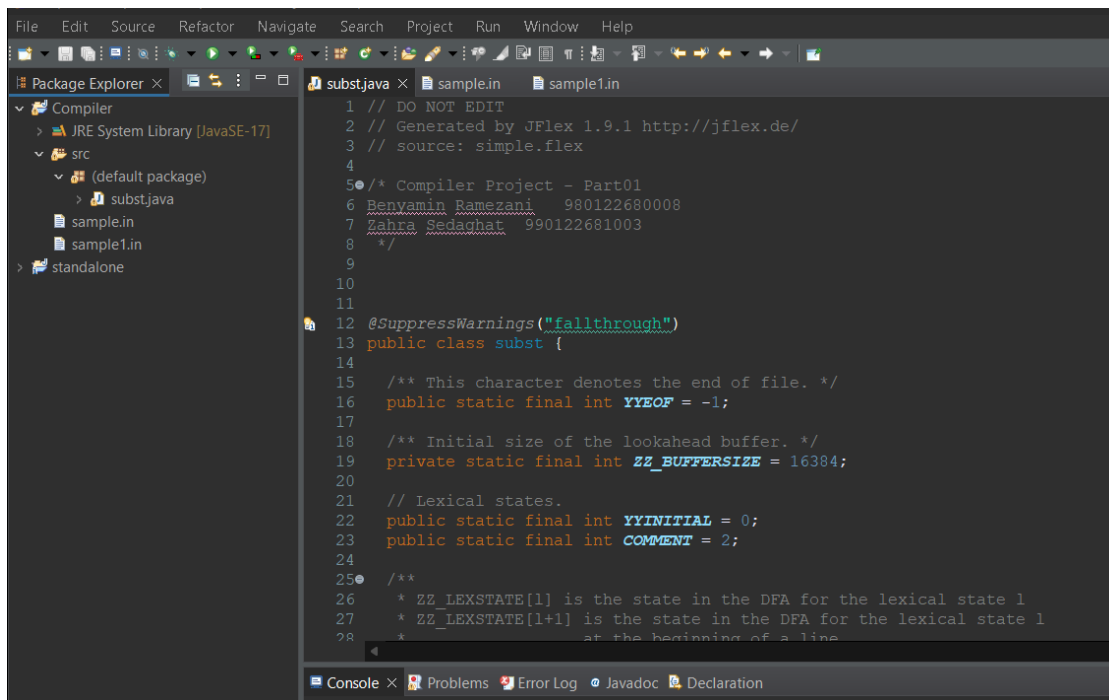 File Edit Source Refactor Navigate Search Project Run Window Help
Package Explorer
Compiler
JRE System Library [JavaSE-17]
src
(default package)
subst.java
sample.in
sample1.in
standalone
subst.java sample.in sample1.in
1 // DO NOT EDIT
2 // Generated by JFlex 1.9.1 http://jflex.de/
3 // source: simple.flex
4
5 /* Compiler Project - Part01
6 Benyamin Ramezani   980122680008
7 Zahra Sedaghat  990122681003
8  */
9
10
11
12 @SuppressWarnings("fallthrough")
13 public class subst {
14
15   /** This character denotes the end of file. */
16   public static final int YYEOF = -1;
17
18   /** Initial size of the lookahead buffer. */
19   private static final int ZZ_BUFFERSIZE = 16384;
20
21   // Lexical states.
22   public static final int YYINITIAL = 0;
23   public static final int COMMENT = 2;
24
25   /**
26    * ZZ_LEXSTATE[l] is the state in the DFA for the lexical state l
27    * ZZ_LEXSTATE[l+1] is the state in the DFA for the lexical state l
28    *                  at the beginning of a line
Console Problems Error Log Javadoc Declaration